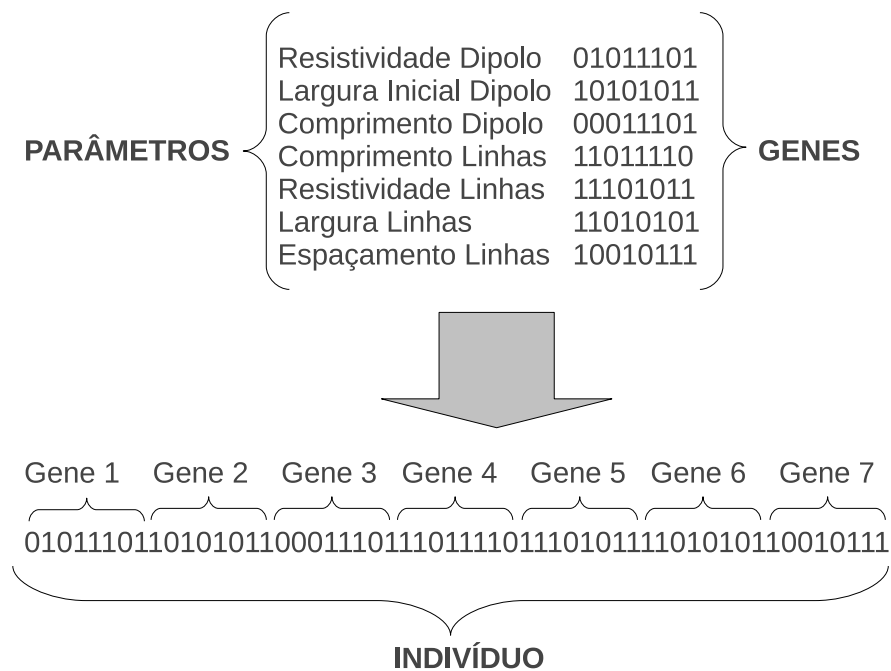 Resistividade Dipolo 01011101
Largura Inicial Dipolo 10101011
Comprimento Dipolo 00011101
PARÂMETROS Comprimento Linhas 11011110 GENES
Resistividade Linhas 11101011
Largura Linhas 11010101
Espaçamento Linhas 10010111
Gene 1 Gene 2 Gene 3 Gene 4 Gene 5 Gene 6 Gene 7
01011101101010110001110111011110111010111101010110010111
INDIVÍDUO